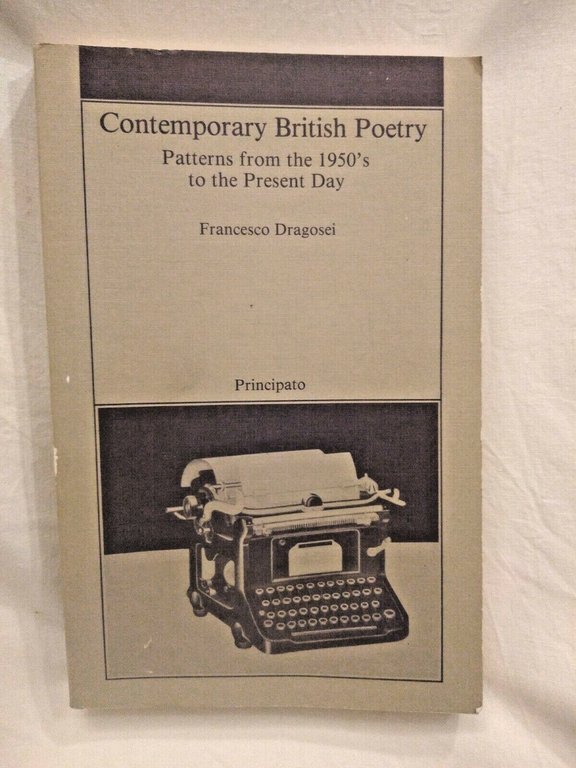 Contemporary British Poetry
Patterns from the 1950's
to the Present Day
Francesco Dragosei
Principato